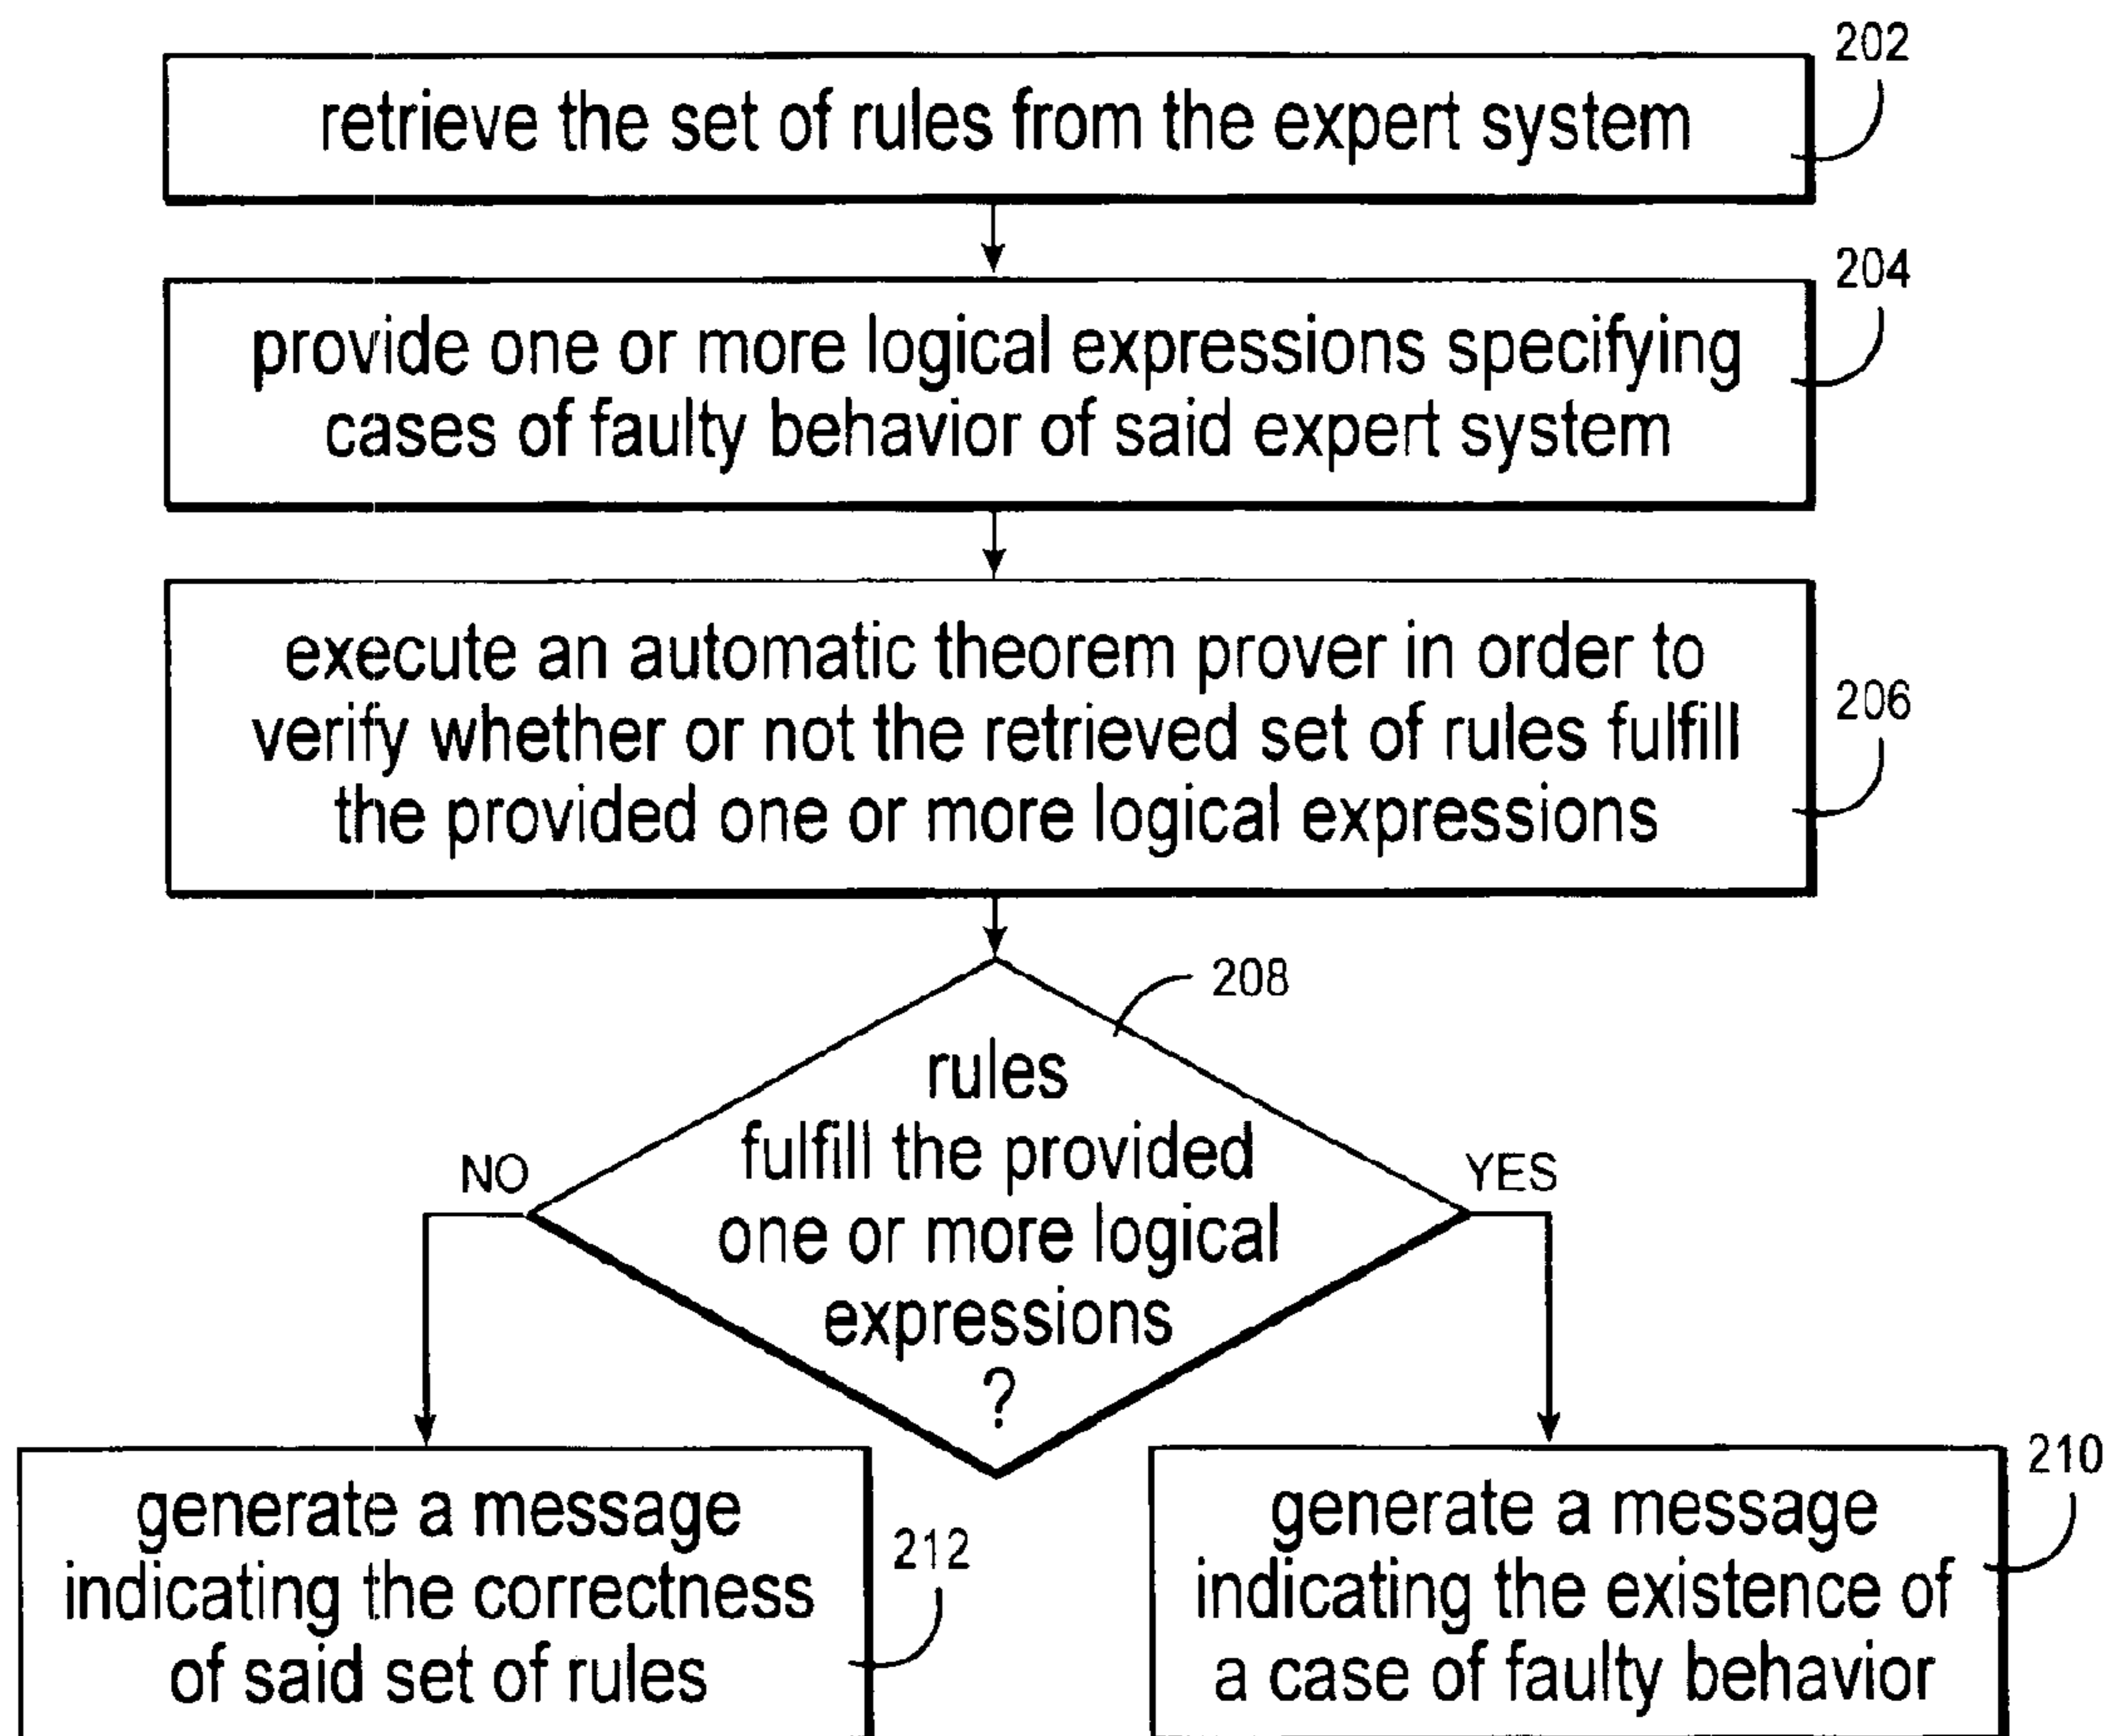 202
retrieve the set of rules from the expert system
204
provide one or more logical expressions specifying
cases of faulty behavior of said expert system
execute an automatic theorem prover in order to
verify whether or not the retrieved set of rules fulfill
the provided one or more logical expressions
206
208
rules
fulfill the provided
one or more logical
expressions
?
NO
YES
generate a message
indicating the correctness
of said set of rules
212
generate a message
indicating the existence of
a case of faulty behavior
210